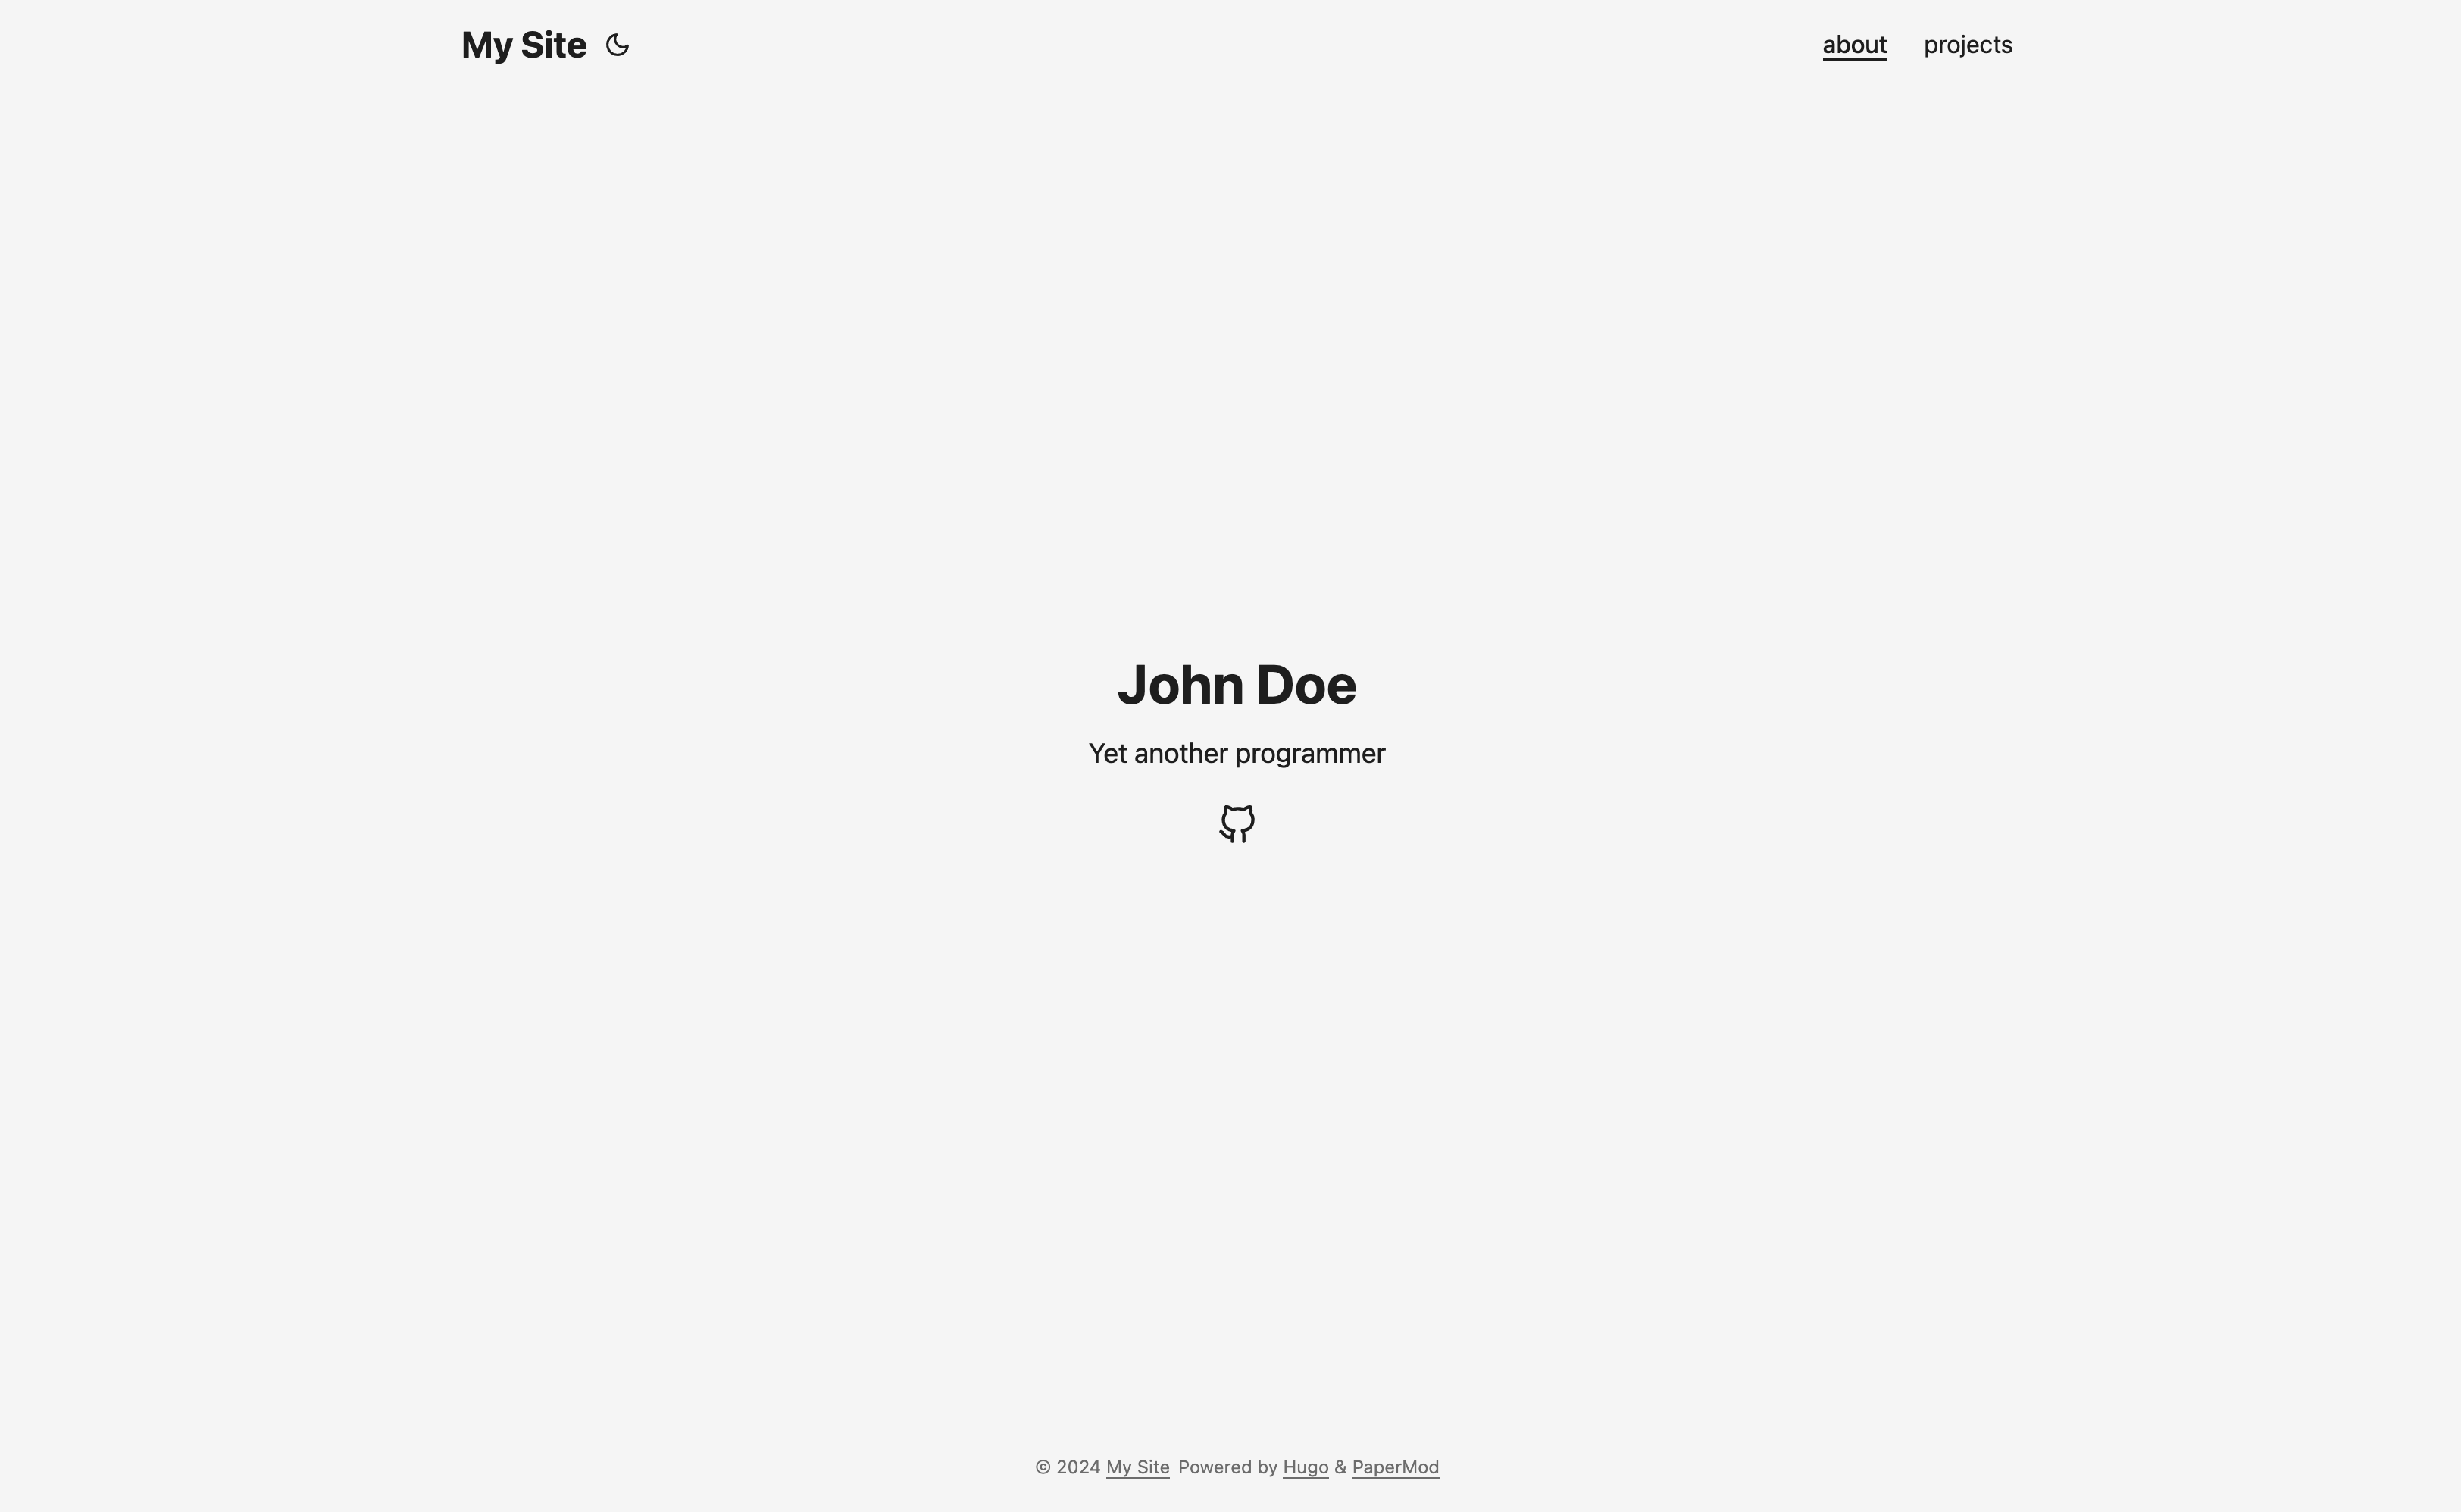 My Site
about projects
John Doe
Yet another programmer
© 2024 My Site Powered by Hugo & PaperMod